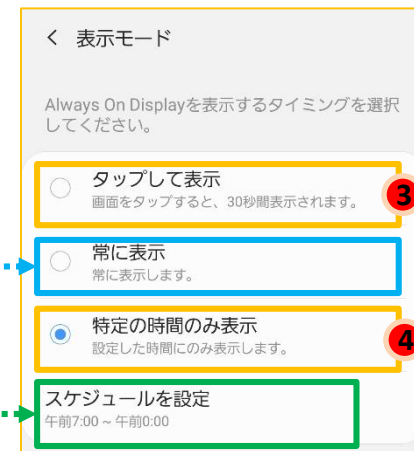 < 表示モード
Always On Displayを表示するタイミングを選択
してください。
タップして表示
画面をタップすると、30秒間表示されます。
3
常に表示
常に表示します。
特定の時間のみ表示
設定した時間にのみ表示します。
4
スケジュールを設定
午前7:00 ~ 午前0:00